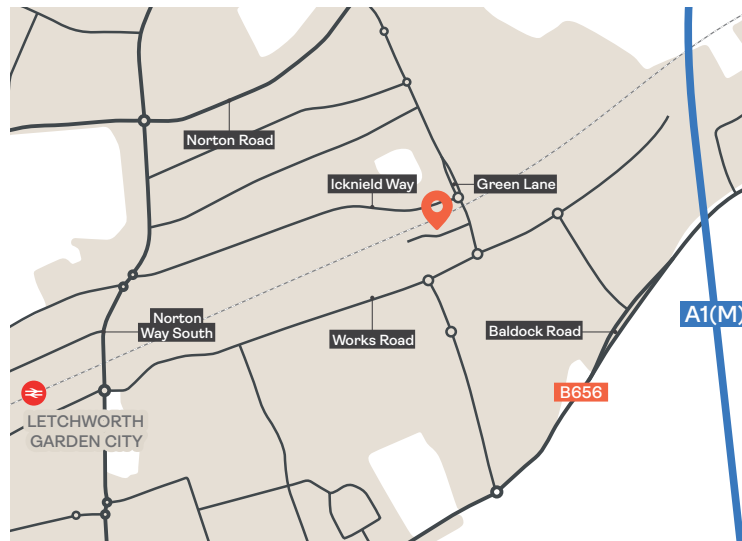 Norton Road
Icknield Way
Green Lane
Norton
Way South
Works Road
Baldock Road
A1(M)
B656
LETCHWORTH
GARDEN CITY